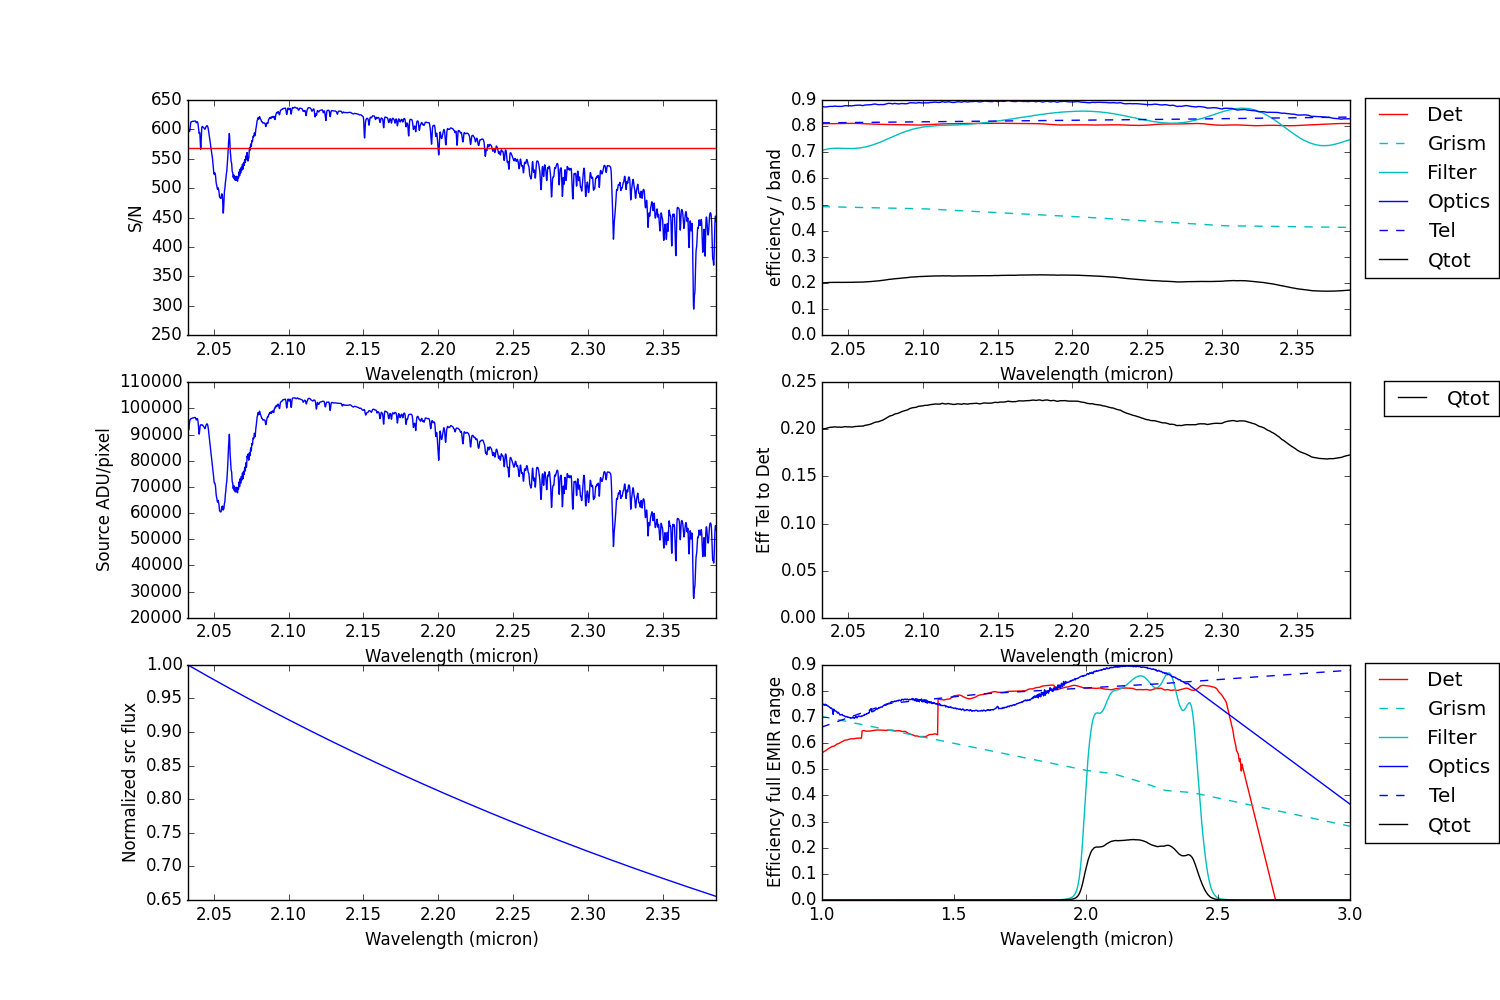 650
600
550
500
450
400
350
300
250
S/N
2.05 2.10 2.15 2.20 2.25 2.30 2.35
Wavelength (micron)
0.9
0.8
0.7
0.6
0.5
0.4
0.3
0.2
0.1
0.0
efficiency / band
2.05 2.10 2.15 2.20 2.25 2.30 2.35
Wavelength (micron)
Det
Grism
Filter
Optics
Tel
Qtot
110000
100000
90000
80000
70000
60000
50000
40000
30000
20000
Source ADU/pixel
2.05 2.10 2.15 2.20 2.25 2.30 2.35
Wavelength (micron)
0.25
0.20
0.15
0.10
0.05
0.00
Eff Tel to Det
2.05 2.10 2.15 2.20 2.25 2.30 2.35
Wavelength (micron)
Qtot
1.00
0.95
0.90
0.85
0.80
0.75
0.70
0.65
Normalized src flux
2.05 2.10 2.15 2.20 2.25 2.30 2.35
Wavelength (micron)
0.9
0.8
0.7
0.6
0.5
0.4
0.3
0.2
0.1
0.0
Efficiency full EMIR range
1.0 1.5 2.0 2.5 3.0
Wavelength (micron)
Det
Grism
Filter
Optics
Tel
Qtot